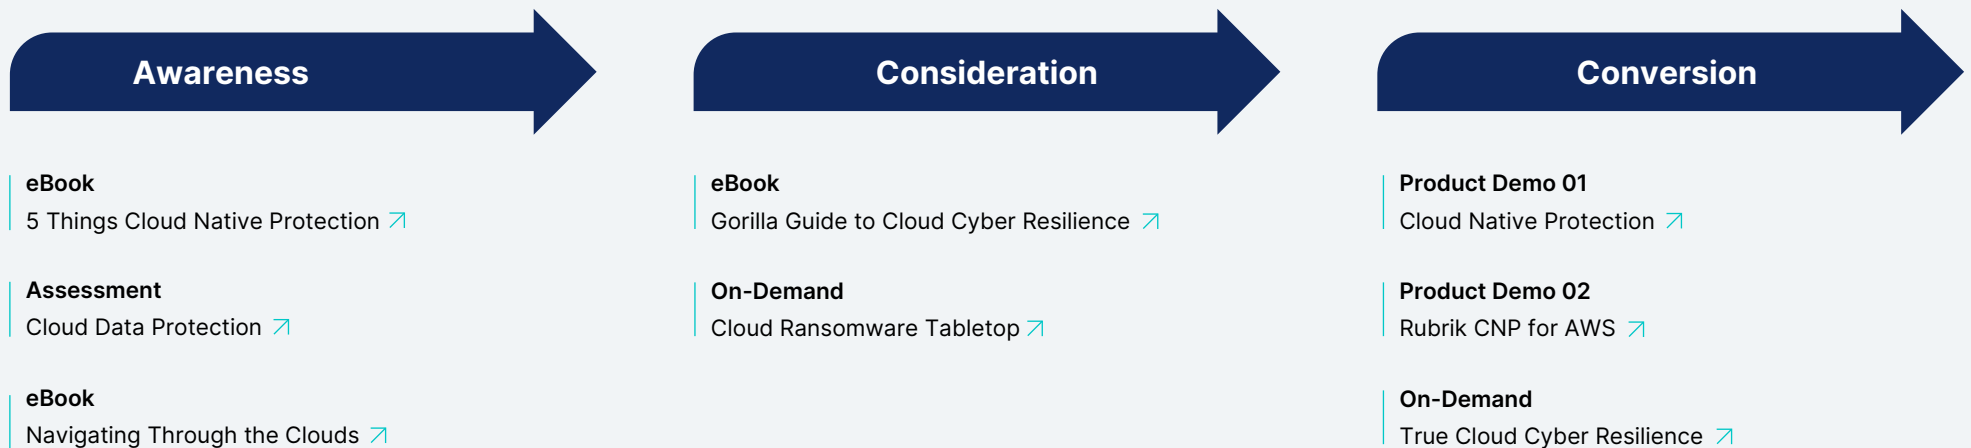 Awareness
eBook
5 Things Cloud Native Protection
Assessment
Cloud Data Protection
eBook
Navigating Through the Clouds
Consideration
eBook
Gorilla Guide to Cloud Cyber Resilience
On-Demand
Cloud Ransomware Tabletop
Conversion
Product Demo 01
Cloud Native Protection
Product Demo 02
Rubrik CNP for AWS
On-Demand
True Cloud Cyber Resilience